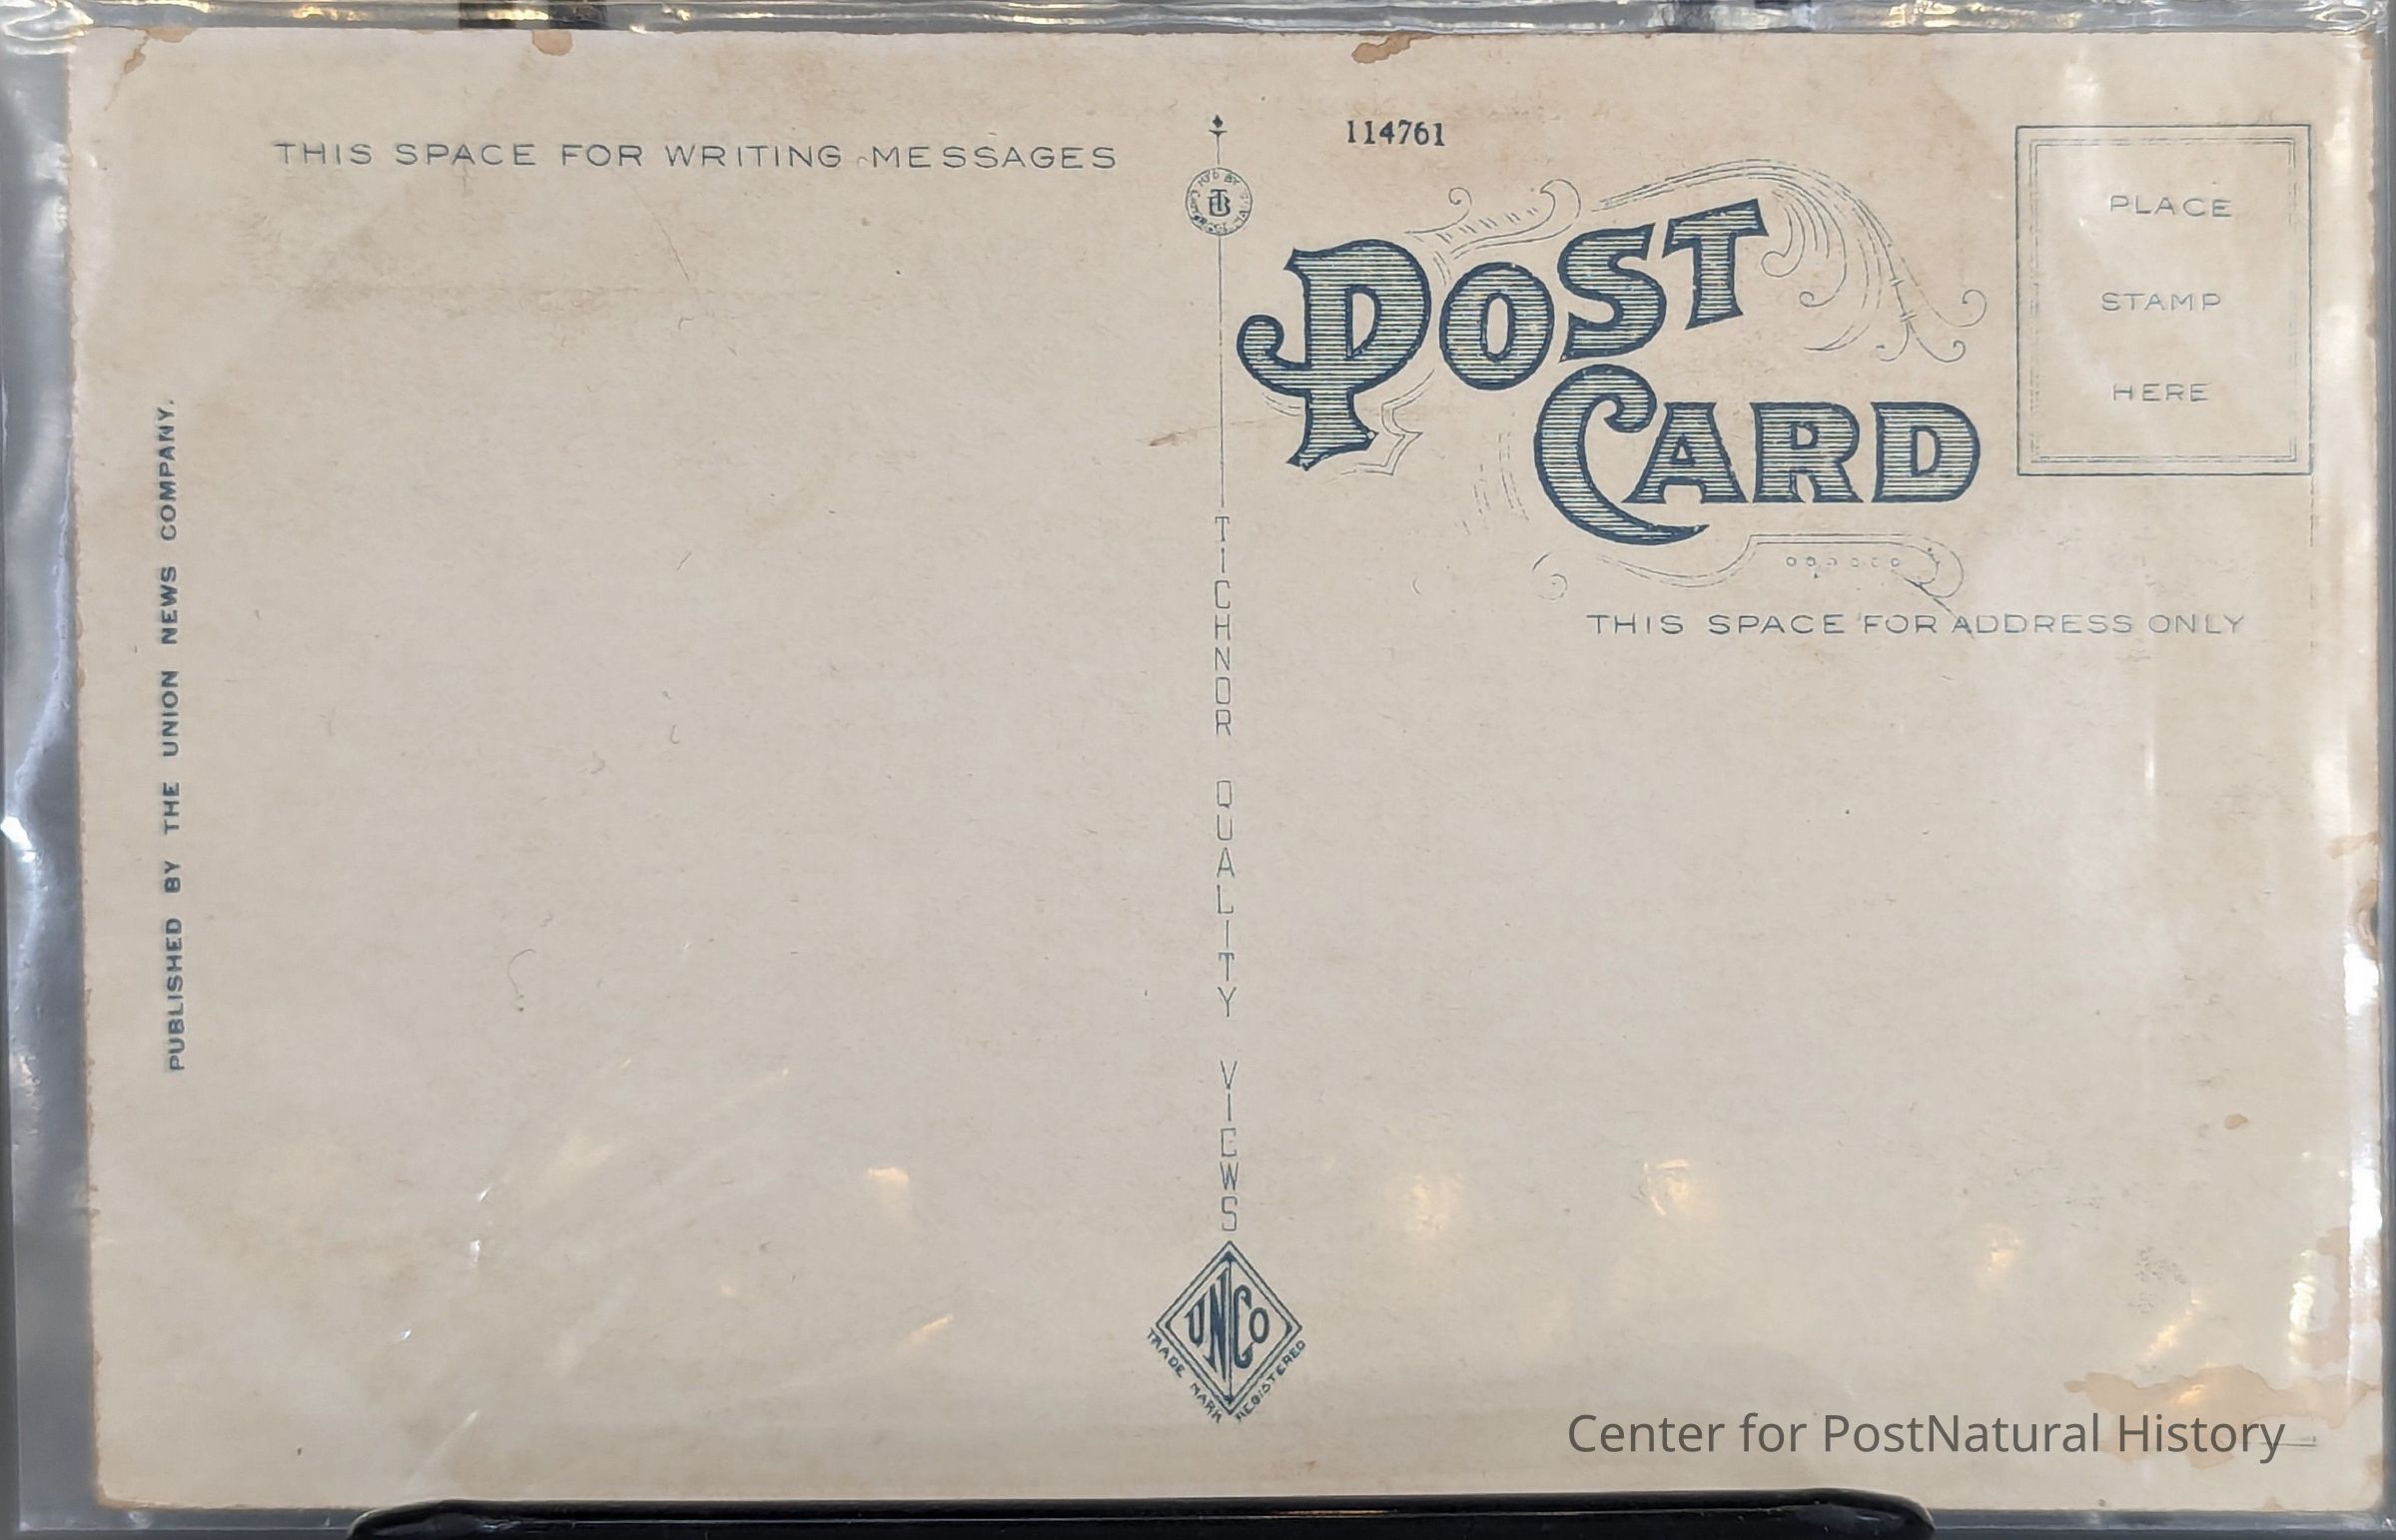 THIS SPACE FOR WRITING MESSAGES
PUBLISHED BY THE UNION NEWS COMPANY.
TICHNOR QUALITY VIEWS
UNCO
TRADE MARK REGISTERED
114761
POST
CARD
PLACE
STAMP
HERE
THIS SPACE FOR ADDRESS ONLY
Center for PostNatural History